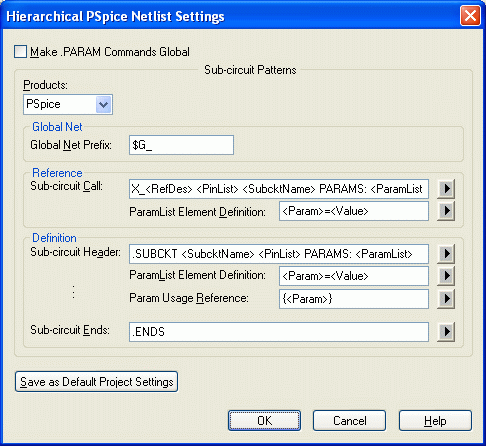 Hierarchical PSpice Netlist Settings
Make .PARAM Commands Global
Sub-circuit Patterns
Products:
PSpice
Global Net
Global Net Prefix: $G_
Reference
Sub-circuit Call: X_<RefDes> <PinList> <SubcktName> PARAMS: <ParamList
ParamList Element Definition: <Param>=<Value>
Definition
Sub-circuit Header: .SUBCKT <SubcktName> <PinList> PARAMS: <ParamList>
ParamList Element Definition: <Param>=<Value>
Param Usage Reference: {<Param>}
Sub-circuit Ends: .ENDS
Save as Default Project Settings
OK Cancel Help